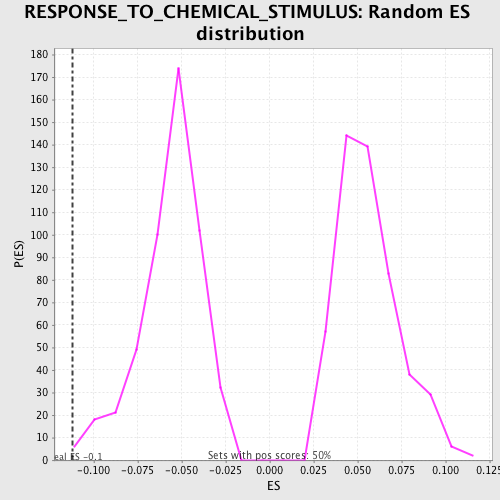 RESPONSE_TO_CHEMICAL_STIMULUS: Random ES
distribution
180
170
160
150
140
130
120
110
100
90
80
70
60
50
40
30
20
10
0
P(ES)
eal ES -0.1
Sets with pos scores: 50%
-0.100 -0.075 -0.050 -0.025 0.000 0.025 0.050 0.075 0.100 0.125
ES